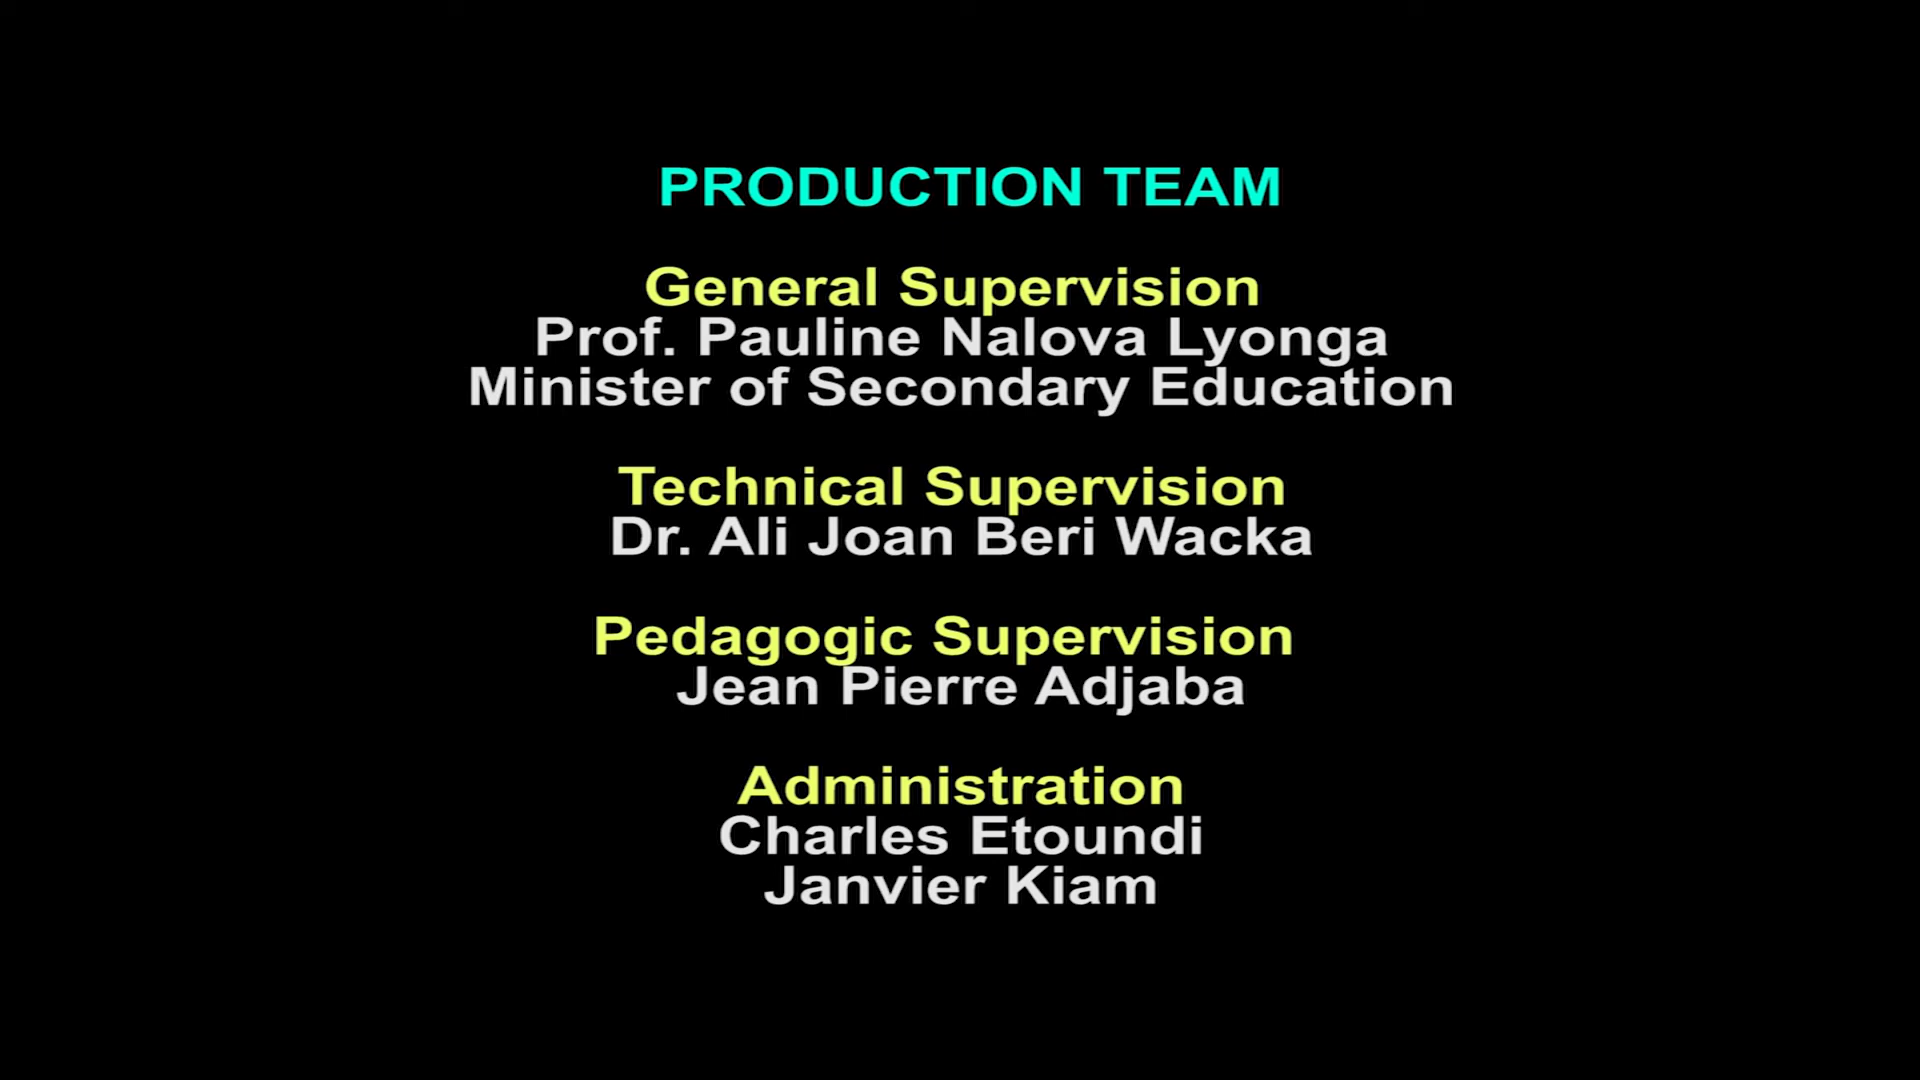 PRODUCTION TEAM
General Supervision
Prof. Pauline Nalova Lyonga
Minister of Secondary Education
Technical Supervision
Dr. Ali Joan Beri Wacka
Pedagogic Supervision
Jean Pierre Adjaba
Administration
Charles Etoundi
Janvier Kiam